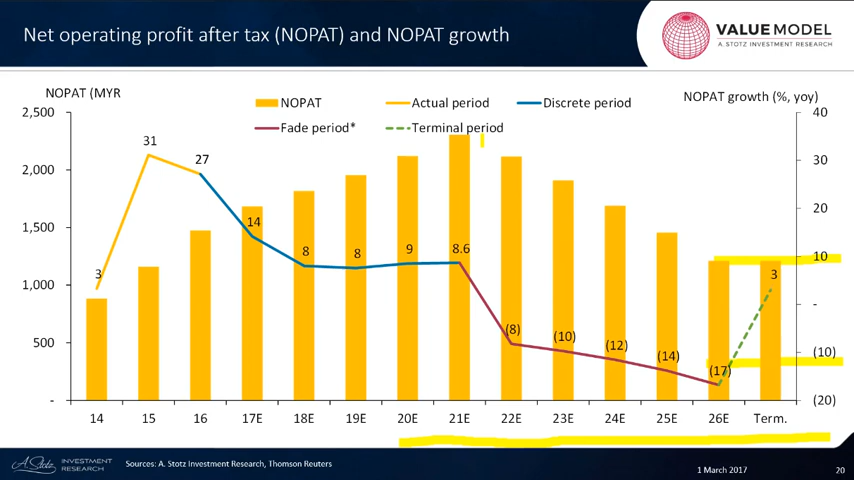 Net operating profit after tax (NOPAT) and NOPAT growth
VALUE MODEL
A. STOTZ INVESTMENT RESEARCH
NOPAT (MYR
NOPAT growth (%, yoy)
NOPAT
Actual period
Discrete period
Fade period*
Terminal period
2,500
2,000
1,500
1,000
500
-
40
30
20
10
-
(10)
(20)
3
31
27
14
8
8
9
8.6
(8)
(10)
(12)
(14)
(17)
3
14 15 16 17E 18E 19E 20E 21E 22E 23E 24E 25E 26E Term.
A. Stotz INVESTMENT
RESEARCH
Sources: A. Stotz Investment Research, Thomson Reuters
1 March 2017
20